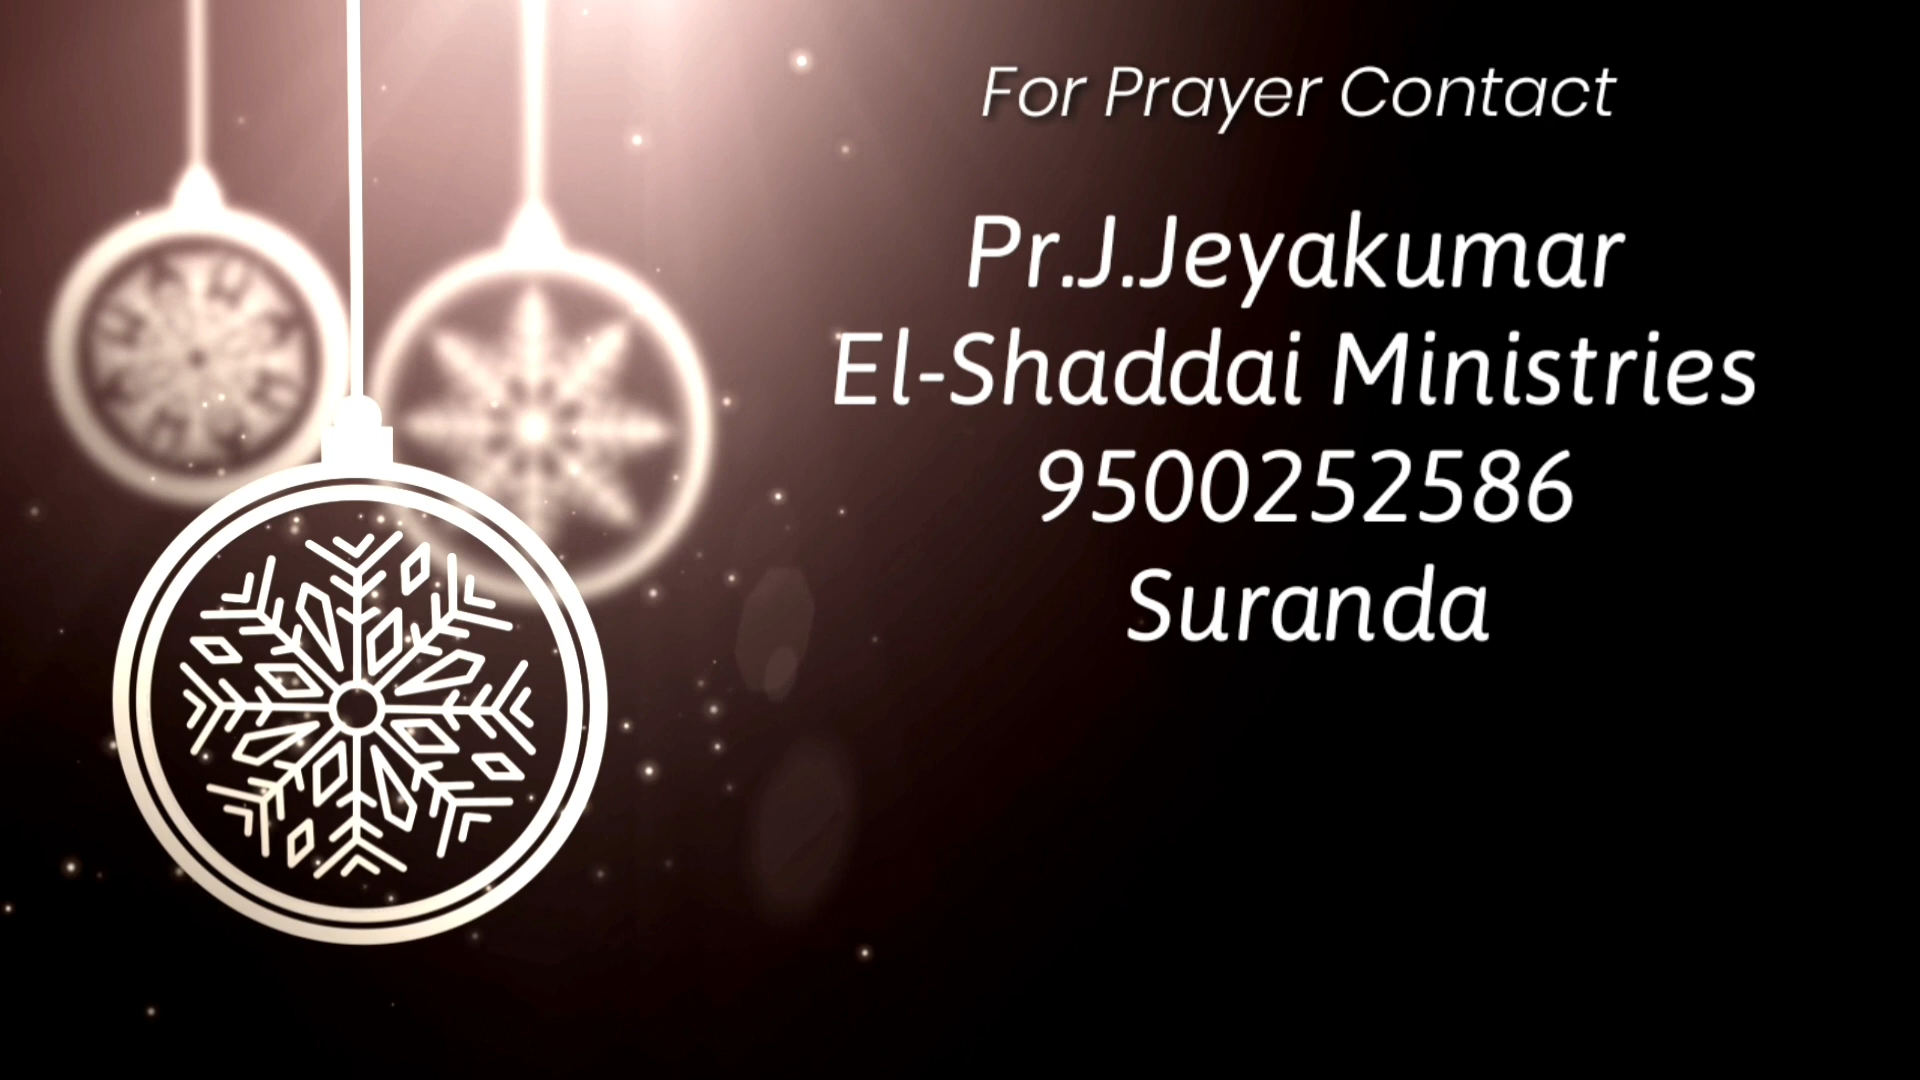 For Prayer Contact
Pr.J.Jeyakumar
El-Shaddai Ministries
9500252586
Suranda